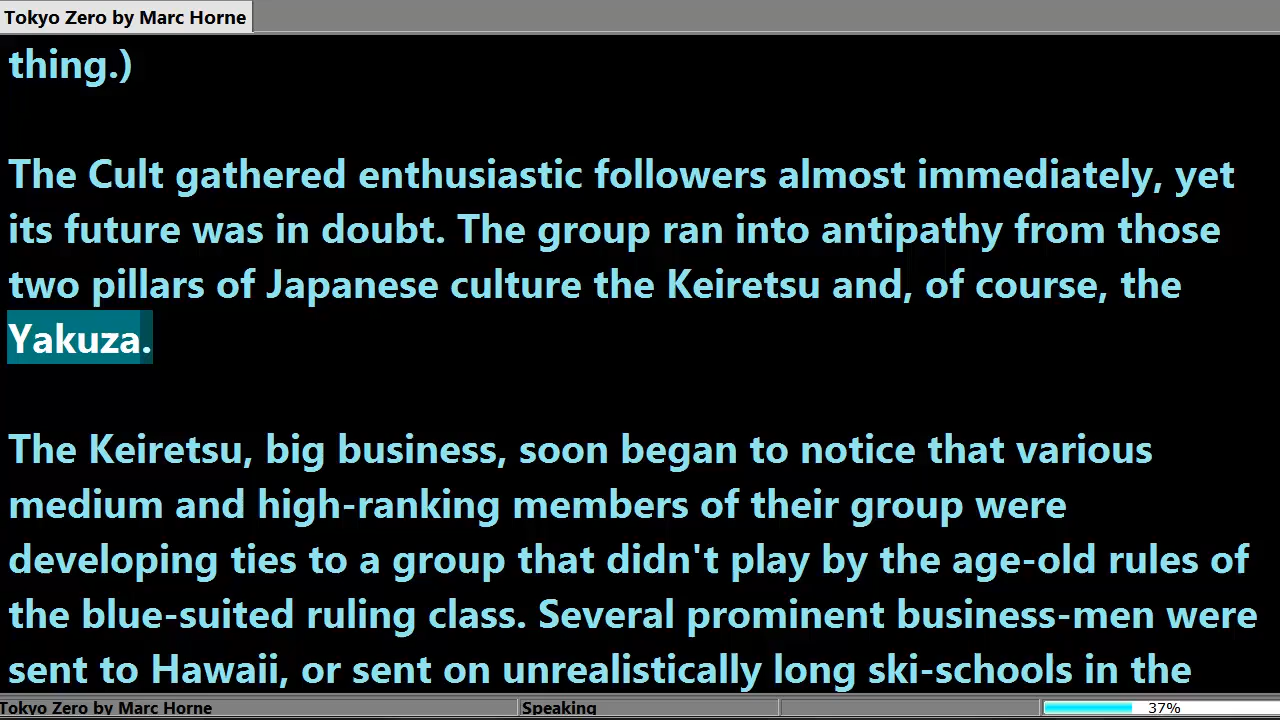 Tokyo Zero by Marc Horne
thing.)
The Cult gathered enthusiastic followers almost immediately, yet
its future was in doubt. The group ran into antipathy from those
two pillars of Japanese culture the Keiretsu and, of course, the
Yakuza.
The Keiretsu, big business, soon began to notice that various
medium and high-ranking members of their group were
developing ties to a group that didn't play by the age-old rules of
the blue-suited ruling class. Several prominent business-men were
sent to Hawaii, or sent on unrealistically long ski-schools in the
Tokyo Zero by Marc Horne Speaking 37%